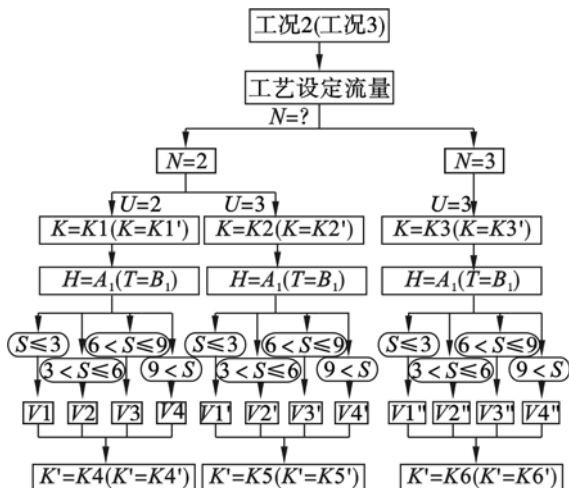 工况2(工况3)
工艺设定流量
N=?
N=2 N=3
U=2 U=3 U=3
K=K1(K=K1') K=K2(K=K2') K=K3(K=K3')
H=A₁(T=B₁) H=A₁(T=B₁) H=A₁(T=B₁)
S≤3 6<S≤9 S≤3 6<S≤9 S≤3 6<S≤9
3<S≤6 9<S 3<S≤6 9<S 3<S≤6 9<S
V1 V2 V3 V4 V1' V2' V3' V4' V1" V2" V3" V4"
K'=K4(K'=K4') K'=K5(K'=K5') K'=K6(K'=K6')